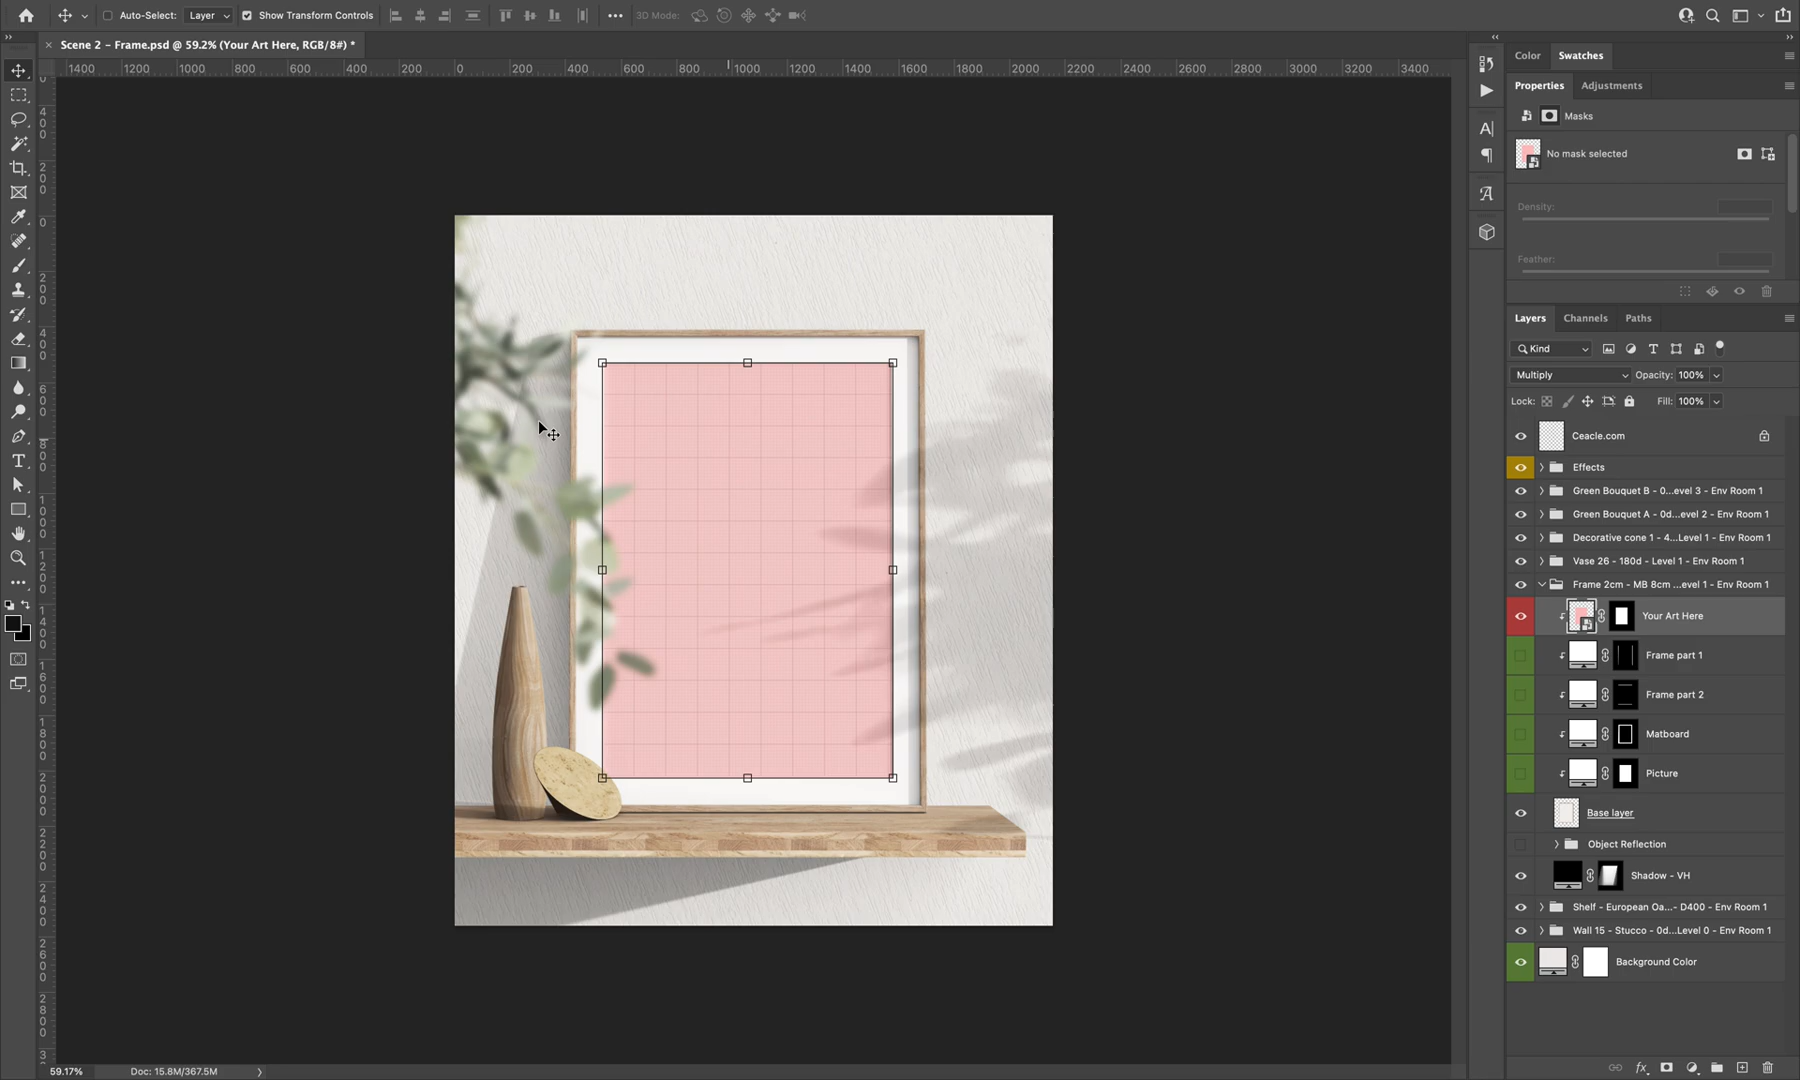 Auto-Select: Layer Show Transform Controls 3D Mode:
Scene 2 – Frame.psd @ 59.2% (Your Art Here, RGB/8#) *
1400 1200 1000 800 600 400 200 0 200 400 600 800 1000 1200 1400 1600 1800 2000 2200 2400 2600 2800 3000 3200 3400
Color Swatches
Properties Adjustments
Masks
No mask selected
Density:
Feather:
Layers Channels Paths
Kind
Multiply Opacity: 100%
Lock: Fill: 100%
Ceacle.com
Effects
Green Bouquet B - 0...evel 3 - Env Room 1
Green Bouquet A - 0d...evel 2 - Env Room 1
Decorative cone 1 - 4...Level 1 - Env Room 1
Vase 26 - 180d - Level 1 - Env Room 1
Frame 2cm - MB 8cm ...evel 1 - Env Room 1
Your Art Here
Frame part 1
Frame part 2
Matboard
Picture
Base layer
Object Reflection
Shadow - VH
Shelf - European Oa...- D400 - Env Room 1
Wall 15 - Stucco - 0d...Level 0 - Env Room 1
Background Color
59.17% Doc: 15.8M/367.5M